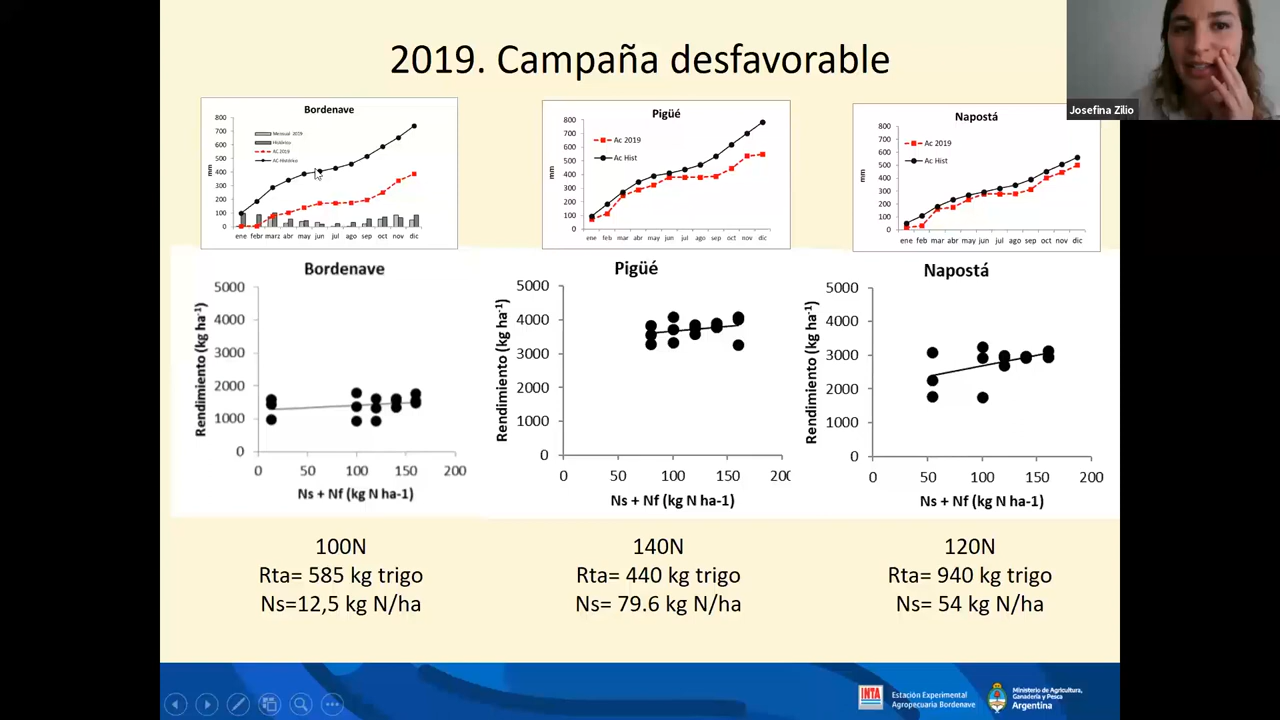 2019. Campaña desfavorable
Josefina Zilio
Bordenave
800
700
600
500
400
300
200
100
0
mm
Mensual 2019
Histórico
AC 2019
AC Histórico
ene febr marz abr may jun jul ago sep oct nov dic
Pigüé
800
700
600
500
400
300
200
100
0
mm
Ac 2019
Ac Hist
ene feb mar abr may jun jul ago sep oct nov dic
Napostá
800
700
600
500
400
300
200
100
0
mm
Ac 2019
Ac Hist
ene feb mar abr may jun jul ago sep oct nov dic
Bordenave
Rendimiento (kg ha-1)
5000
4000
3000
2000
1000
0
0 50 100 150 200
Ns + Nf (kg N ha-1)
Pigüé
Rendimiento (kg ha-1)
5000
4000
3000
2000
1000
0
0 50 100 150 20
Ns + Nf (kg N ha-1)
Napostá
Rendimiento (kg ha-1)
5000
4000
3000
2000
1000
0
0 50 100 150 200
Ns + Nf (kg N ha-1)
100N
Rta= 585 kg trigo
Ns=12,5 kg N/ha
140N
Rta= 440 kg trigo
Ns= 79.6 kg N/ha
120N
Rta= 940 kg trigo
Ns= 54 kg N/ha
INTA
Estación Experimental
Agropecuaria Bordenave
Ministerio de Agricultura,
Ganadería y Pesca
Argentina